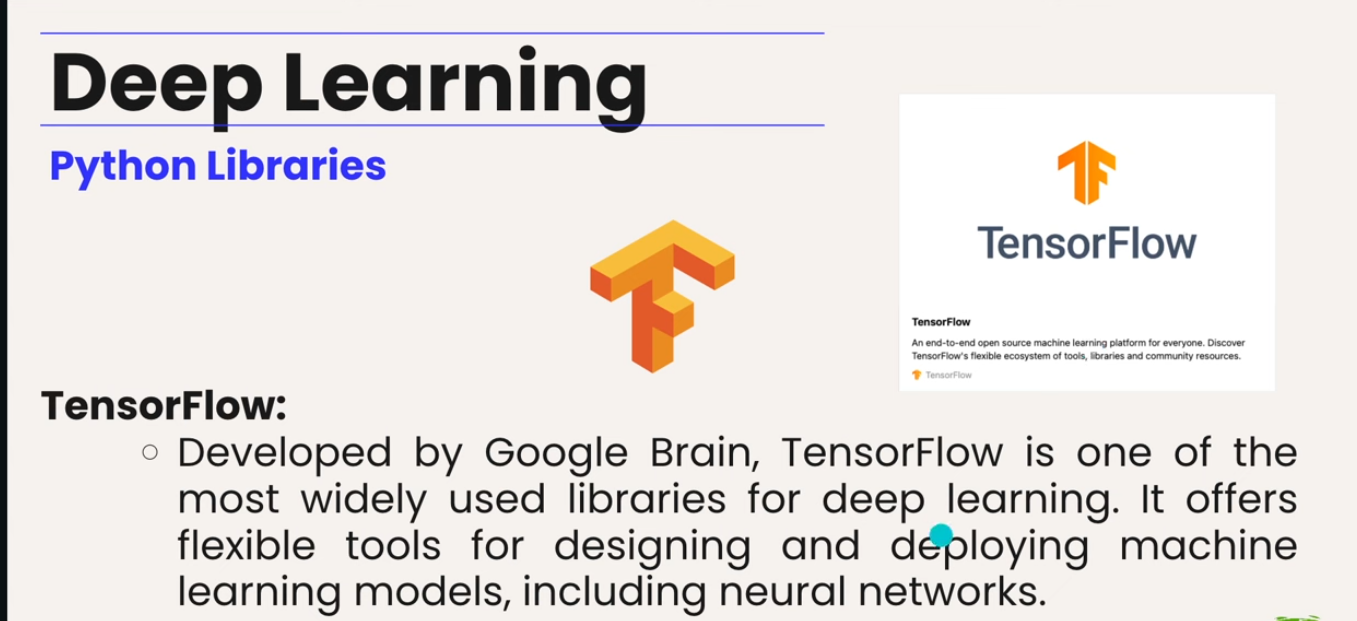 Deep Learning
Python Libraries
TensorFlow
TensorFlow
An end-to-end open source machine learning platform for everyone. Discover
TensorFlow's flexible ecosystem of tools, libraries and community resources.
TensorFlow
TensorFlow:
Developed by Google Brain, TensorFlow is one of the
most widely used libraries for deep learning. It offers
flexible tools for designing and deploying machine
learning models, including neural networks.